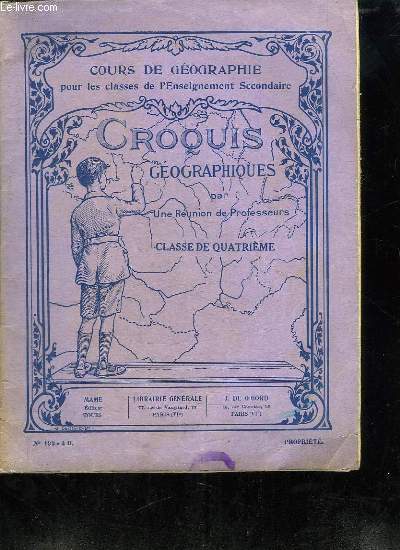 Le-livre.com
COURS DE GÉOGRAPHIE
pour les classes de l'Enseignement Secondaire
CROQUIS
GÉOGRAPHIQUES
par
Une Réunion de Professeurs
CLASSE DE QUATRIÈME
MAME
Éditeur
TOURS
LIBRAIRIE GÉNÉRALE
PARIS
J. DE GIGORD
PARIS
PROPRIÉTÉ